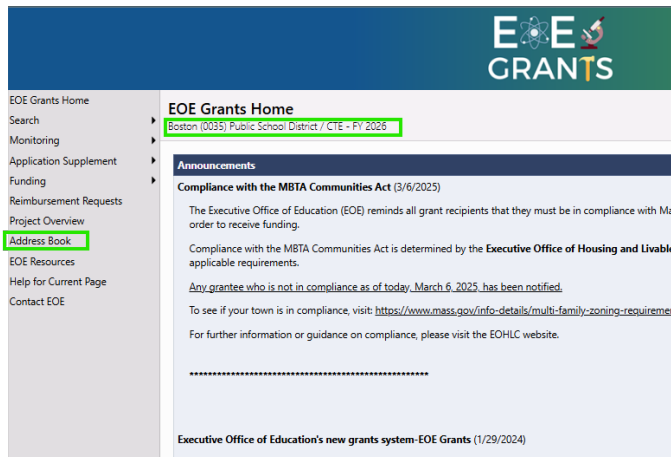 EOE
GRANTS
EOE Grants Home
Search
Monitoring
Application Supplement
Funding
Reimbursement Requests
Project Overview
Address Book
EOE Resources
Help for Current Page
Contact EOE
EOE Grants Home
Boston (0035) Public School District / CTE - FY 2026
Announcements
Compliance with the MBTA Communities Act (3/6/2025)
The Executive Office of Education (EOE) reminds all grant recipients that they must be in compliance with Ma
order to receive funding.
Compliance with the MBTA Communities Act is determined by the Executive Office of Housing and Livable
applicable requirements.
Any grantee who is not in compliance as of today, March 6, 2025, has been notified.
To see if your town is in compliance, visit: https://www.mass.gov/info-details/multi-family-zoning-requiremen
For further information or guidance on compliance, please visit the EOHLC website.
****************************************************
Executive Office of Education's new grants system-EOE Grants (1/29/2024)